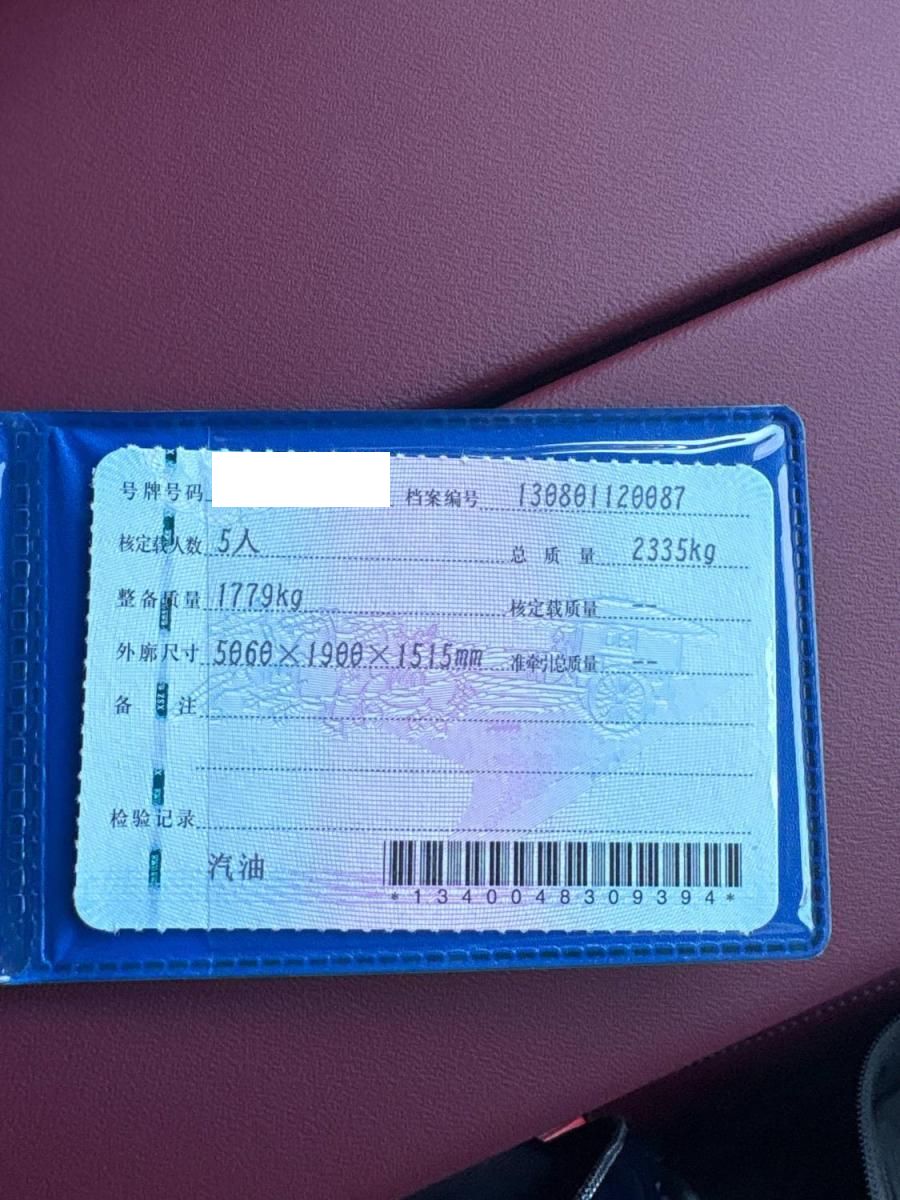 号牌号码 档案编号 130801120087
核定载人数 5人 总质量 2335kg
整备质量 1779kg 核定载质量 --
外廓尺寸 5060×1900×1515mm 准牵引总质量 --
备注
检验记录
汽油
*1340048309394*